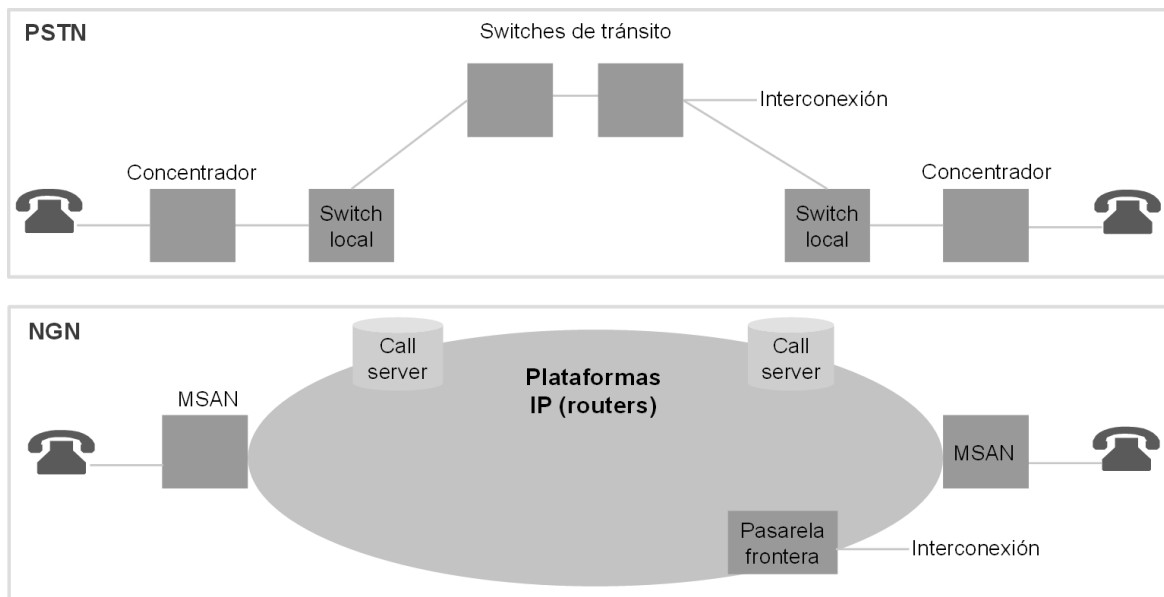 PSTN
Switches de tránsito
Interconexión
Concentrador
Concentrador
Switch
local
Switch
local
NGN
Call
server
Call
server
Plataformas
IP (routers)
MSAN
MSAN
Pasarela
frontera
Interconexión